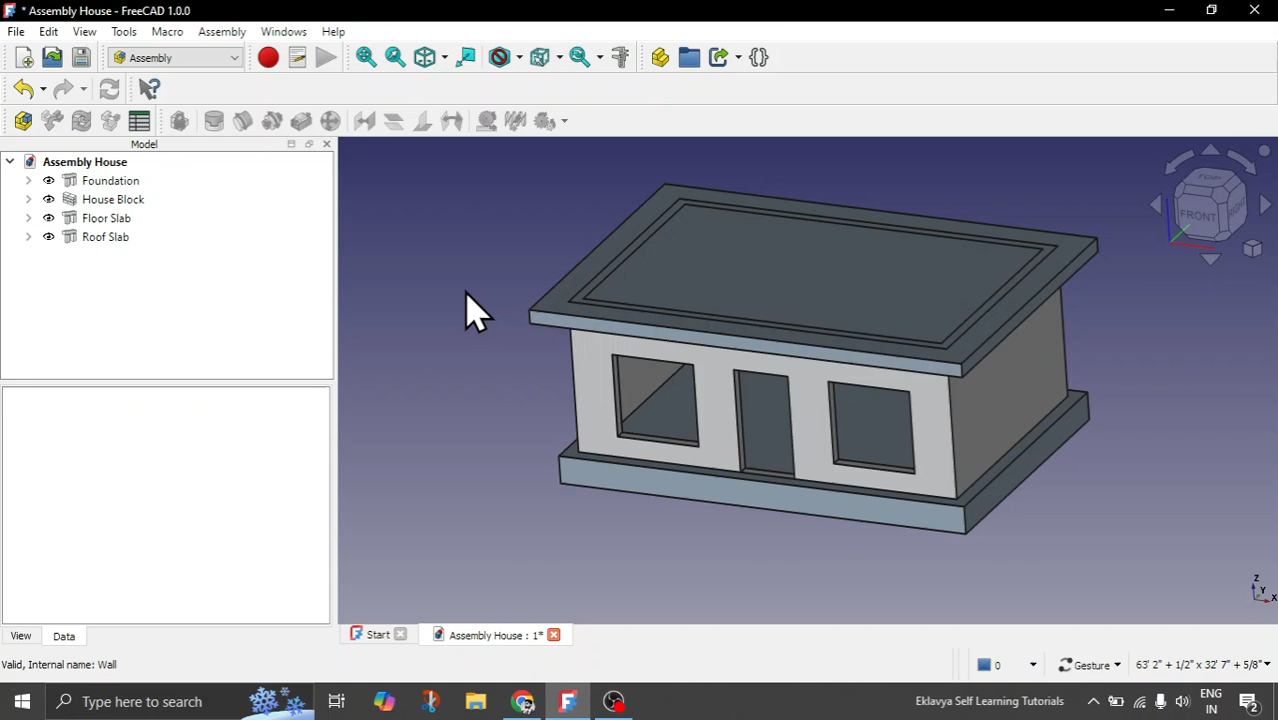 * Assembly House - FreeCAD 1.0.0
File Edit View Tools Macro Assembly Windows Help
Assembly
Model
Assembly House
Foundation
House Block
Floor Slab
Roof Slab
FRONT
RIGHT
Z
Y
X
View Data
Start Assembly House : 1*
Valid, Internal name: Wall
0 Gesture 63' 2" + 1/2" x 32' 7" + 5/8"
Type here to search
Eklavya Self Learning Tutorials
ENG
IN
2